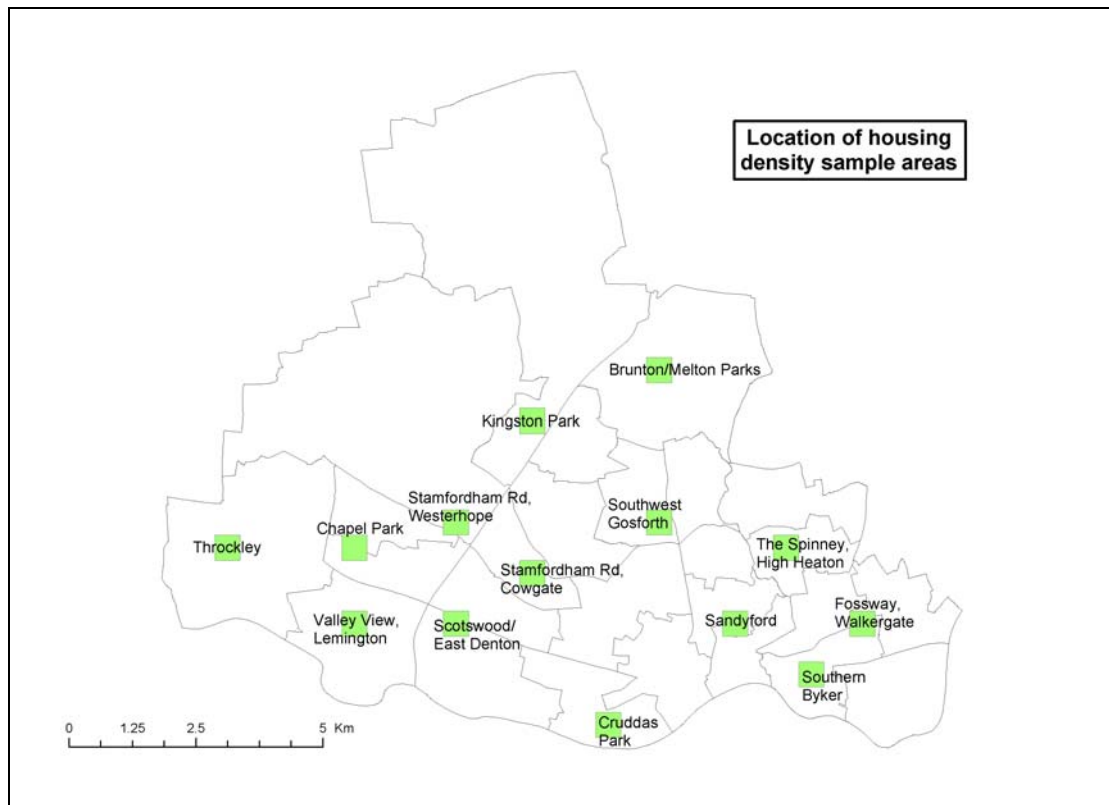 Location of housing
density sample areas
Brunton/Melton Parks
Kingston Park
Stamfordham Rd,
Westerhope
Southwest
Gosforth
Chapel Park
Throckley
The Spinney,
High Heaton
Stamfordham Rd,
Cowgate
Fossway,
Walkergate
Valley View,
Lemington
Scotswood/
East Denton
Sandyford
Southern
Byker
Cruddas
Park
0 1.25 2.5 5 Km